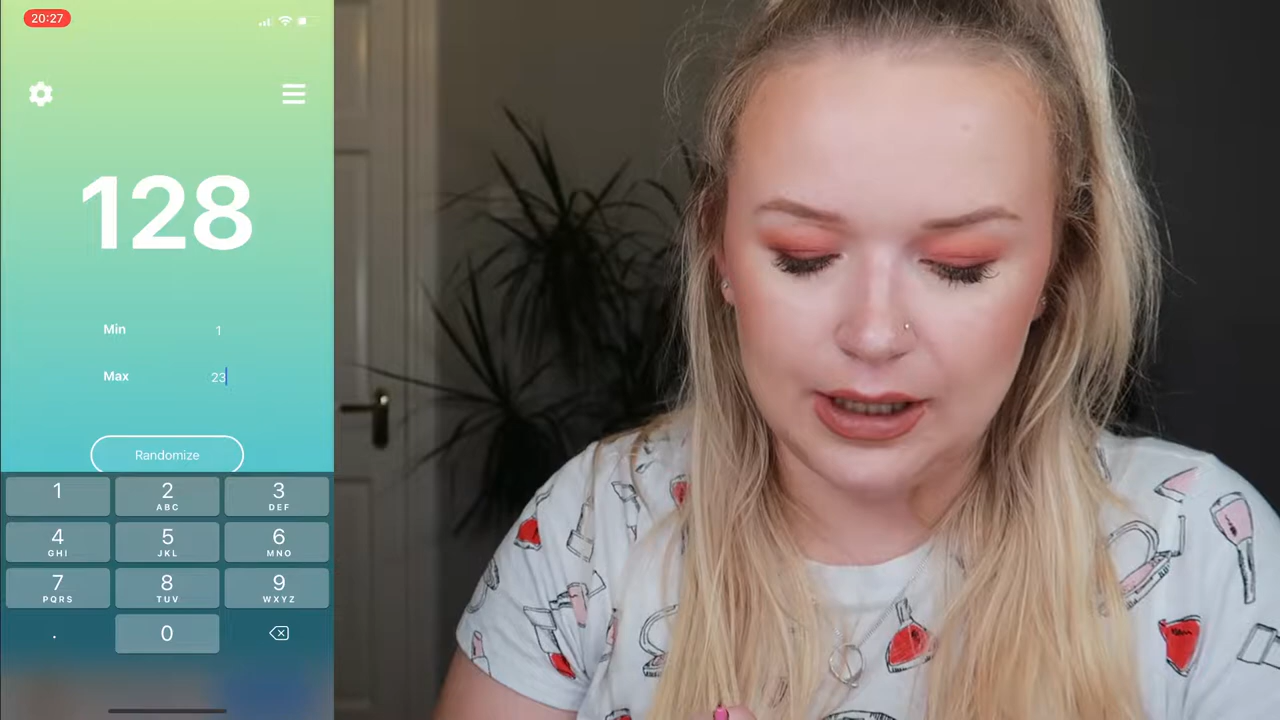 20:27
128
Min 1
Max 23
Randomize
1 2 3
ABC DEF
4 5 6
GHI JKL MNO
7 8 9
PQRS TUV WXYZ
. 0